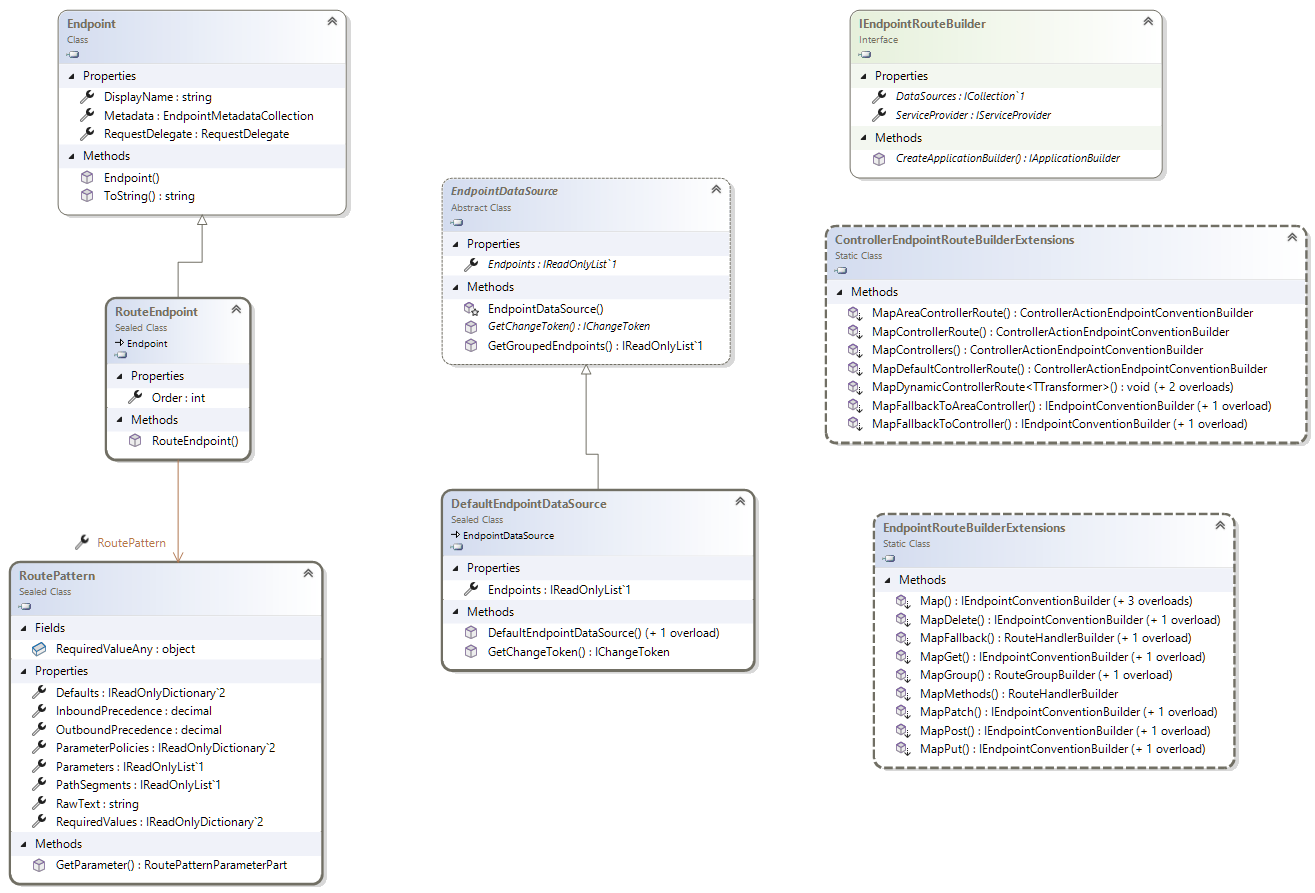 Endpoint
Class
Properties
DisplayName : string
Metadata : EndpointMetadataCollection
RequestDelegate : RequestDelegate
Methods
Endpoint()
ToString() : string
RouteEndpoint
Sealed Class
Endpoint
Properties
Order : int
Methods
RouteEndpoint()
RoutePattern
RoutePattern
Sealed Class
Fields
RequiredValueAny : object
Properties
Defaults : IReadOnlyDictionary`2
InboundPrecedence : decimal
OutboundPrecedence : decimal
ParameterPolicies : IReadOnlyDictionary`2
Parameters : IReadOnlyList`1
PathSegments : IReadOnlyList`1
RawText : string
RequiredValues : IReadOnlyDictionary`2
Methods
GetParameter() : RoutePatternParameterPart
EndpointDataSource
Abstract Class
Properties
Endpoints : IReadOnlyList`1
Methods
EndpointDataSource()
GetChangeToken() : IChangeToken
GetGroupedEndpoints() : IReadOnlyList`1
DefaultEndpointDataSource
Sealed Class
EndpointDataSource
Properties
Endpoints : IReadOnlyList`1
Methods
DefaultEndpointDataSource() (+ 1 overload)
GetChangeToken() : IChangeToken
IEndpointRouteBuilder
Interface
Properties
DataSources : ICollection`1
ServiceProvider : IServiceProvider
Methods
CreateApplicationBuilder() : IApplicationBuilder
ControllerEndpointRouteBuilderExtensions
Static Class
Methods
MapAreaControllerRoute() : ControllerActionEndpointConventionBuilder
MapControllerRoute() : ControllerActionEndpointConventionBuilder
MapControllers() : ControllerActionEndpointConventionBuilder
MapDefaultControllerRoute() : ControllerActionEndpointConventionBuilder
MapDynamicControllerRoute<TTransformer>() : void (+ 2 overloads)
MapFallbackToAreaController() : IEndpointConventionBuilder (+ 1 overload)
MapFallbackToController() : IEndpointConventionBuilder (+ 1 overload)
EndpointRouteBuilderExtensions
Static Class
Methods
Map() : IEndpointConventionBuilder (+ 3 overloads)
MapDelete() : IEndpointConventionBuilder (+ 1 overload)
MapFallback() : RouteHandlerBuilder (+ 1 overload)
MapGet() : IEndpointConventionBuilder (+ 1 overload)
MapGroup() : RouteGroupBuilder (+ 1 overload)
MapMethods() : RouteHandlerBuilder
MapPatch() : IEndpointConventionBuilder (+ 1 overload)
MapPost() : IEndpointConventionBuilder (+ 1 overload)
MapPut() : IEndpointConventionBuilder (+ 1 overload)